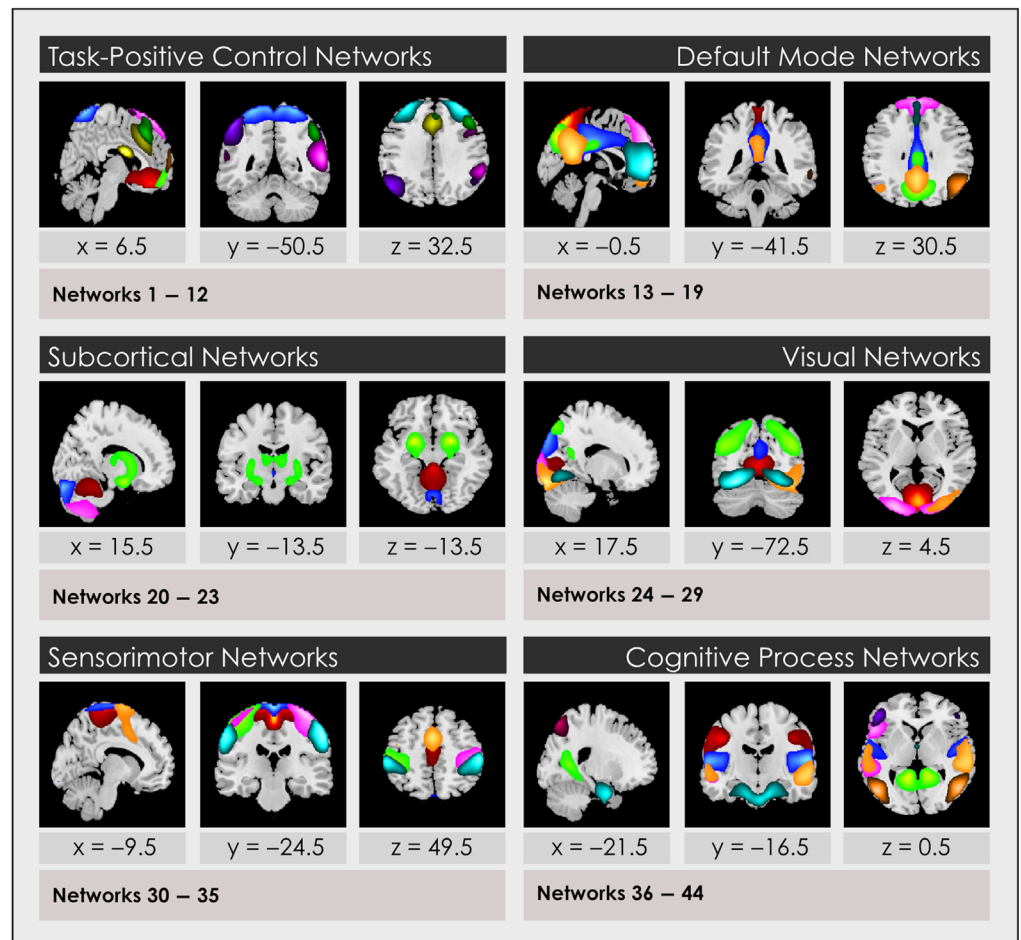 Task-Positive Control Networks
x = 6.5
y = −50.5
z = 32.5
Networks 1 – 12
Default Mode Networks
x = −0.5
y = −41.5
z = 30.5
Networks 13 – 19
Subcortical Networks
x = 15.5
y = −13.5
z = −13.5
Networks 20 – 23
Visual Networks
x = 17.5
y = −72.5
z = 4.5
Networks 24 – 29
Sensorimotor Networks
x = −9.5
y = −24.5
z = 49.5
Networks 30 – 35
Cognitive Process Networks
x = −21.5
y = −16.5
z = 0.5
Networks 36 – 44